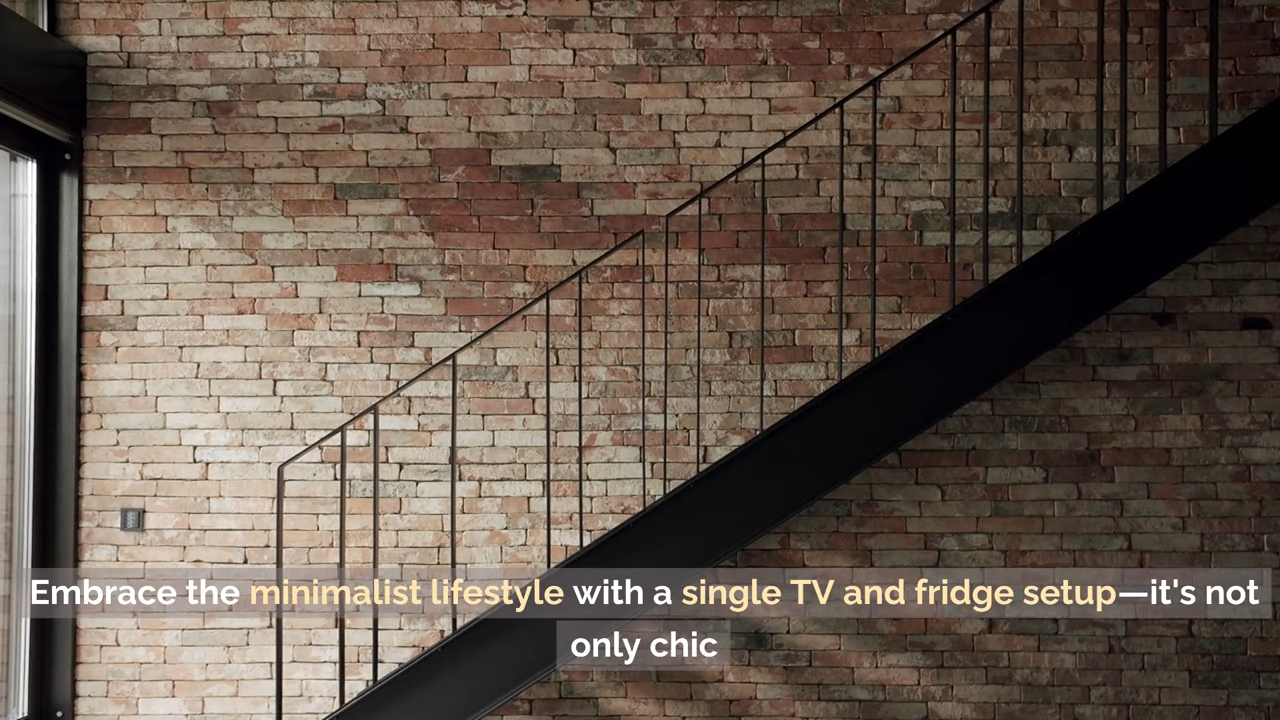 Embrace the minimalist lifestyle with a single TV and fridge setup—it's not
only chic